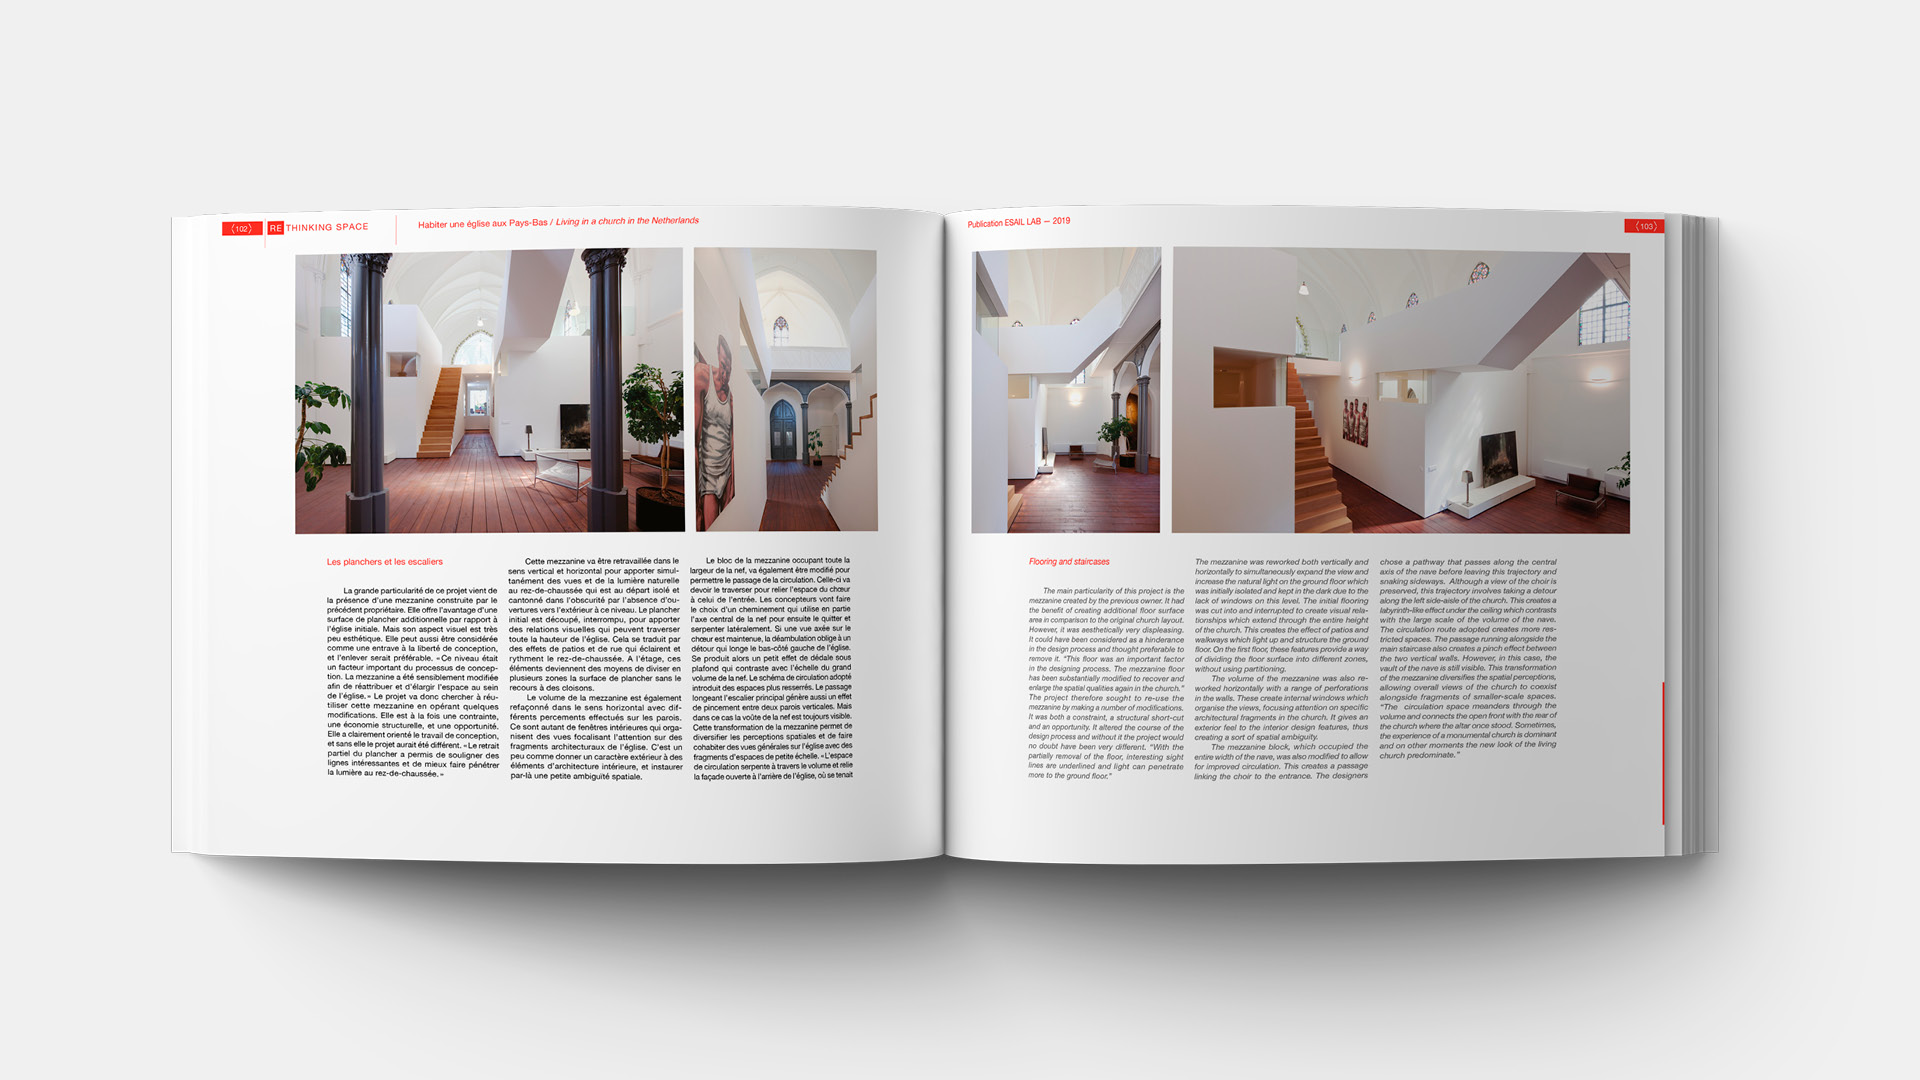 (102)
RE THINKING SPACE
Habiter une église aux Pays-Bas / Living in a church in the Netherlands
Les planchers et les escaliers
La grande particularité de ce projet vient de
la présence d'une mezzanine construite par le
précédent propriétaire. Elle offre l'avantage d'une
surface de plancher additionnelle par rapport à
l'église initiale. Mais son aspect visuel est très
peu esthétique. Elle peut aussi être considérée
comme une entrave à la liberté de conception,
et l'enlever serait préférable. « Ce niveau était
un facteur important du processus de concep-
tion. La mezzanine a été sensiblement modifiée
afin de réattribuer et d'élargir l'espace au sein
de l'église. » Le projet va donc chercher à réu-
tiliser cette mezzanine en opérant quelques
modifications. Elle est à la fois une contrainte,
une économie structurelle, et une opportunité.
Elle a clairement orienté le travail de conception,
et sans elle le projet aurait été différent. « Le retrait
partiel du plancher a permis de souligner des
lignes intéressantes et de mieux faire pénétrer
la lumière au rez-de-chaussée. »
Cette mezzanine va être retravaillée dans le
sens vertical et horizontal pour apporter simul-
tanément des vues et de la lumière naturelle
au rez-de-chaussée qui est au départ isolé et
cantonné dans l'obscurité par l'absence d'ou-
vertures vers l'extérieur à ce niveau. Le plancher
initial est découpé, interrompu, pour apporter
des relations visuelles qui peuvent traverser
toute la hauteur de l'église. Cela se traduit par
des effets de patios et de rue qui éclairent et
rythment le rez-de-chaussée. A l'étage, ces
éléments deviennent des moyens de diviser en
plusieurs zones la surface de plancher sans le
recours à des cloisons.
Le volume de la mezzanine est également
refaçonné dans le sens horizontal avec dif-
férents percements effectués sur les parois.
Ce sont autant de fenêtres intérieures qui orga-
nisent des vues focalisant l'attention sur des
fragments architecturaux de l'église. C'est un
peu comme donner un caractère extérieur à des
éléments d'architecture intérieure, et instaurer
par-là une petite ambiguïté spatiale.
Le bloc de la mezzanine occupant toute la
largeur de la nef, va également être modifié pour
permettre le passage de la circulation. Celle-ci va
devoir le traverser pour relier l'espace du chœur
à celui de l'entrée. Les concepteurs vont faire
le choix d'un cheminement qui utilise en partie
l'axe central de la nef pour ensuite le quitter et
serpenter latéralement. Si une vue axée sur le
chœur est maintenue, la déambulation oblige à un
détour qui longe le bas-côté gauche de l'église.
Se produit alors un petit effet de dédale sous
plafond qui contraste avec l'échelle du grand
volume de la nef. Le schéma de circulation adopté
introduit des espaces plus resserrés. Le passage
longeant l'escalier principal génère aussi un effet
de pincement entre deux parois verticales. Mais
dans ce cas la voûte de la nef est toujours visible.
Cette transformation de la mezzanine permet de
diversifier les perceptions spatiales et de faire
cohabiter des vues générales sur l'église avec des
fragments d'espaces de petite échelle. « L'espace
de circulation serpente à travers le volume et relie
la façade ouverte à l'arrière de l'église, où se tenait
Publication ESAIL LAB — 2019
(103)
Flooring and staircases
The main particularity of this project is the
mezzanine created by the previous owner. It had
the benefit of creating additional floor surface
area in comparison to the original church layout.
However, it was aesthetically very displeasing.
It could have been considered as a hinderance
in the design process and thought preferable to
remove it. "This floor was an important factor
in the designing process. The mezzanine floor
has been substantially modified to recover and
enlarge the spatial qualities again in the church."
The project therefore sought to re-use the
mezzanine by making a number of modifications.
It was both a constraint, a structural short-cut
and an opportunity. It altered the course of the
design process and without it the project would
no doubt have been very different. "With the
partially removal of the floor, interesting sight
lines are underlined and light can penetrate
more to the ground floor."
The mezzanine was reworked both vertically and
horizontally to simultaneously expand the view and
increase the natural light on the ground floor which
was initially isolated and kept in the dark due to the
lack of windows on this level. The initial flooring
was cut into and interrupted to create visual rela-
tionships which extend through the entire height
of the church. This creates the effect of patios and
walkways which light up and structure the ground
floor. On the first floor, these features provide a way
of dividing the floor surface into different zones,
without using partitioning.
The volume of the mezzanine was also re-
worked horizontally with a range of perforations
in the walls. These create internal windows which
organise the views, focusing attention on specific
architectural fragments in the church. It gives an
exterior feel to the interior design features, thus
creating a sort of spatial ambiguity.
The mezzanine block, which occupied the
entire width of the nave, was also modified to allow
for improved circulation. This creates a passage
linking the choir to the entrance. The designers
chose a pathway that passes along the central
axis of the nave before leaving this trajectory and
snaking sideways. Although a view of the choir is
preserved, this trajectory involves taking a detour
along the left side-aisle of the church. This creates a
labyrinth-like effect under the ceiling which contrasts
with the large scale of the volume of the nave.
The circulation route adopted creates more res-
tricted spaces. The passage running alongside the
main staircase also creates a pinch effect between
the two vertical walls. However, in this case, the
vault of the nave is still visible. This transformation
of the mezzanine diversifies the spatial perceptions,
allowing overall views of the church to coexist
alongside fragments of smaller-scale spaces.
"The circulation space meanders through the
volume and connects the open front with the rear of
the church where the altar once stood. Sometimes,
the experience of a monumental church is dominant
and on other moments the new look of the living
church predominate."